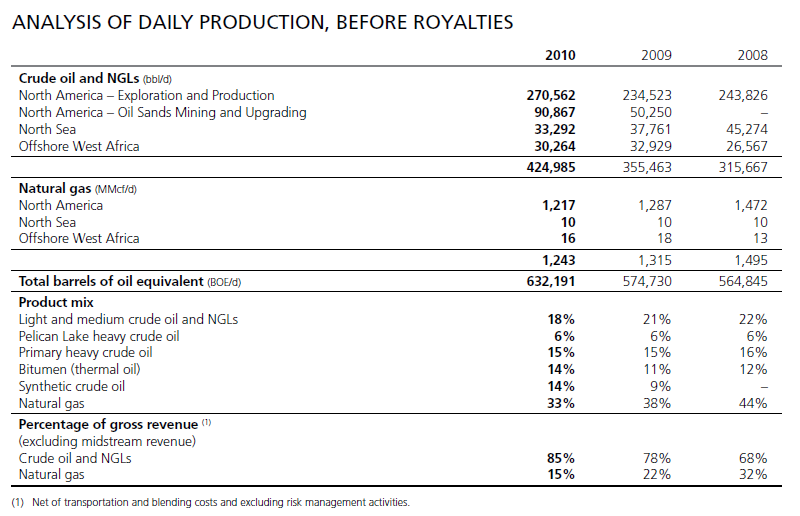 ANALYSIS OF DAILY PRODUCTION, BEFORE ROYALTIES
2010 2009 2008
Crude oil and NGLs (bbl/d)
North America – Exploration and Production 270,562 234,523 243,826
North America – Oil Sands Mining and Upgrading 90,867 50,250 –
North Sea 33,292 37,761 45,274
Offshore West Africa 30,264 32,929 26,567
424,985 355,463 315,667
Natural gas (MMcf/d)
North America 1,217 1,287 1,472
North Sea 10 10 10
Offshore West Africa 16 18 13
1,243 1,315 1,495
Total barrels of oil equivalent (BOE/d) 632,191 574,730 564,845
Product mix
Light and medium crude oil and NGLs 18% 21% 22%
Pelican Lake heavy crude oil 6% 6% 6%
Primary heavy crude oil 15% 15% 16%
Bitumen (thermal oil) 14% 11% 12%
Synthetic crude oil 14% 9% –
Natural gas 33% 38% 44%
Percentage of gross revenue (1)
(excluding midstream revenue)
Crude oil and NGLs 85% 78% 68%
Natural gas 15% 22% 32%
(1) Net of transportation and blending costs and excluding risk management activities.